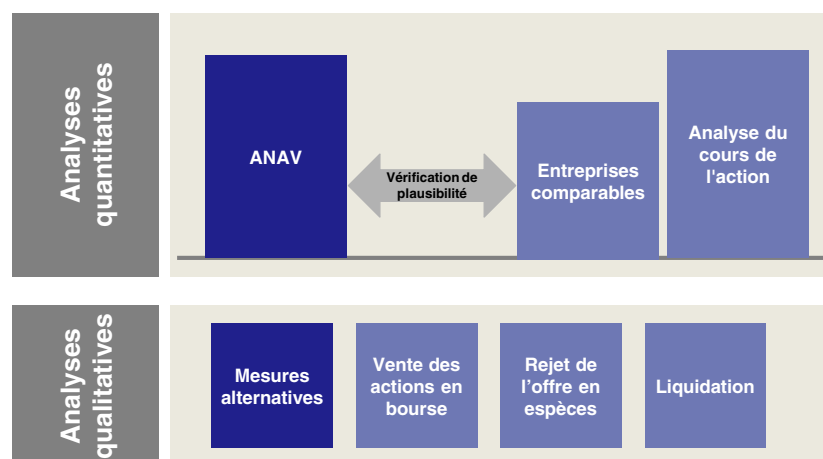 Analyses
quantitatives
ANAV
Vérification de
plausibilité
Entreprises
comparables
Analyse du
cours de
l'action
Analyses
qualitatives
Mesures
alternatives
Vente des
actions en
bourse
Rejet de
l’offre en
espèces
Liquidation